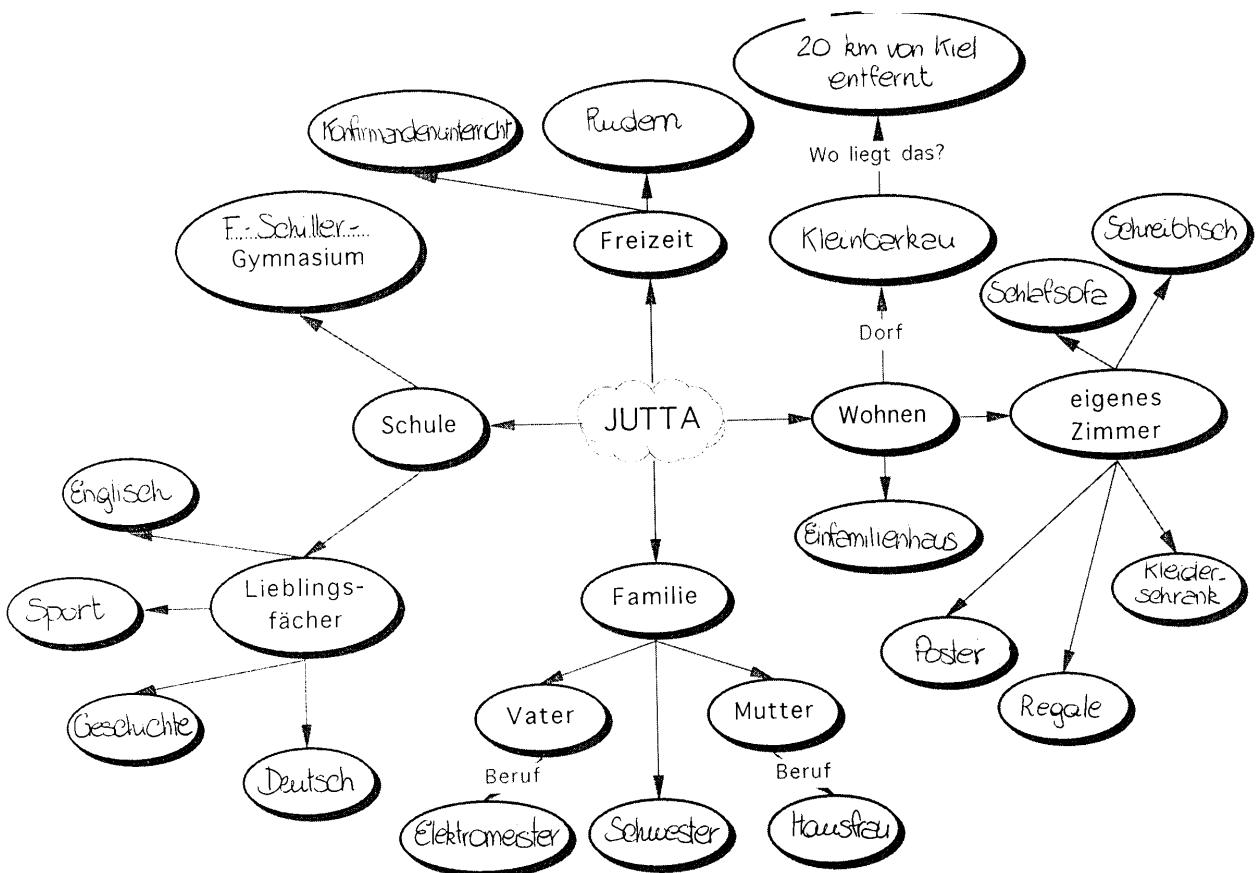 20 km von Kiel
entfernt
Konfirmandenunterricht
Rudern
Wo liegt das?
F.-Schiller-
Gymnasium
Freizeit
Kleinbarkau
Schreibtisch
Schlafsofa
Dorf
Schule
JUTTA
Wohnen
eigenes
Zimmer
Englisch
Einfamilienhaus
Lieblings-
fächer
Familie
Kleider-
schrank
Sport
Poster
Regale
Geschichte
Vater
Mutter
Deutsch
Beruf
Beruf
Elektromeister
Schwester
Hausfrau